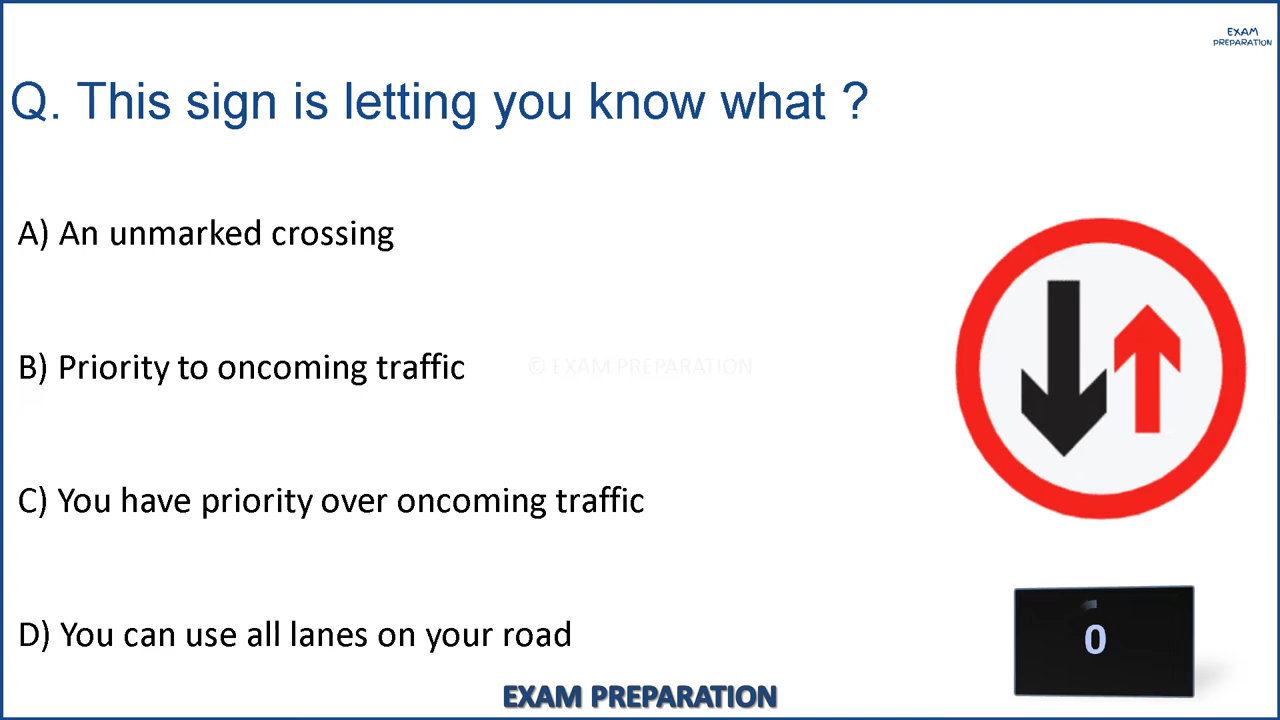 EXAM
PREPARATION
Q. This sign is letting you know what ?
A) An unmarked crossing
B) Priority to oncoming traffic
© EXAM PREPARATION
C) You have priority over oncoming traffic
D) You can use all lanes on your road
0
EXAM PREPARATION